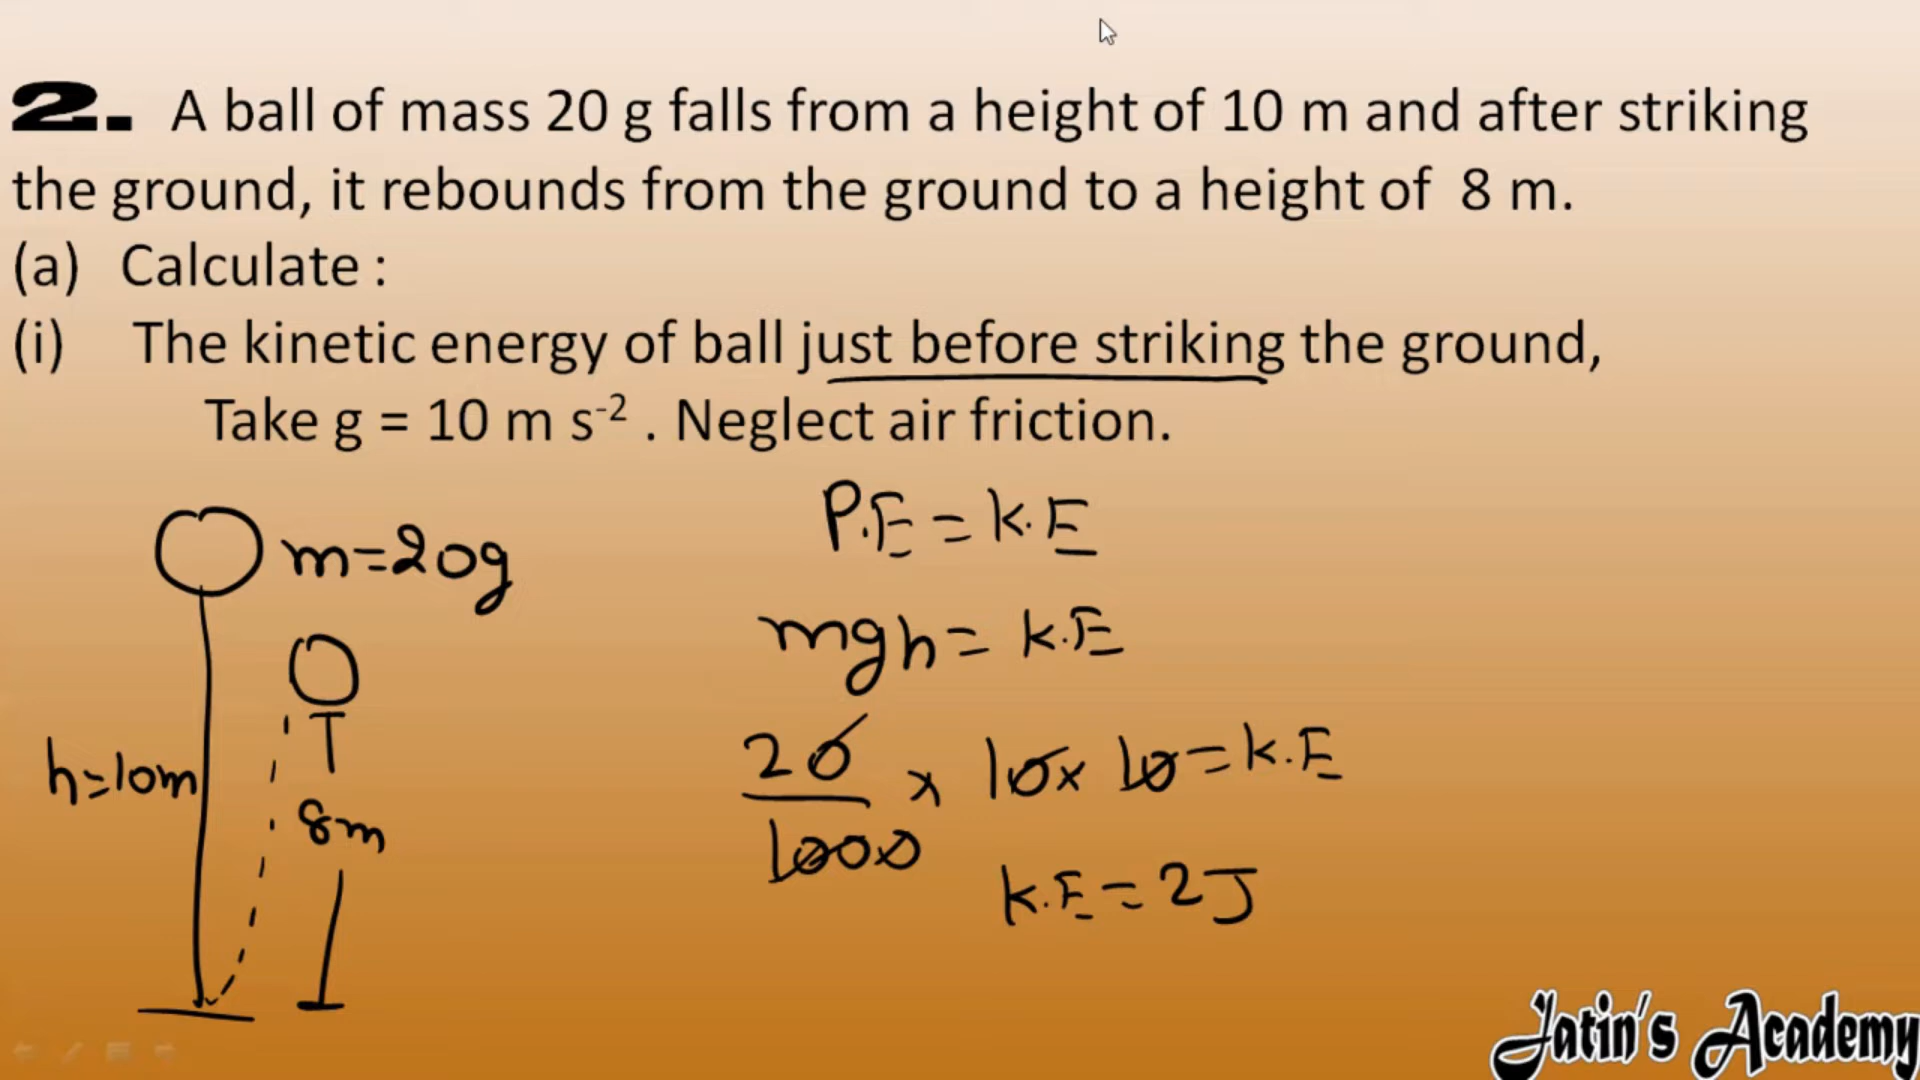 2. A ball of mass 20 g falls from a height of 10 m and after striking
the ground, it rebounds from the ground to a height of 8 m.
(a) Calculate :
(i) The kinetic energy of ball just before striking the ground,
Take g = 10 m s⁻² . Neglect air friction.
m=20g
h=10m
8m
P.E = K.E
mgh = K.E
20/1000 x 10 x 10 = K.E
K.E = 2J
Jatin's Academy